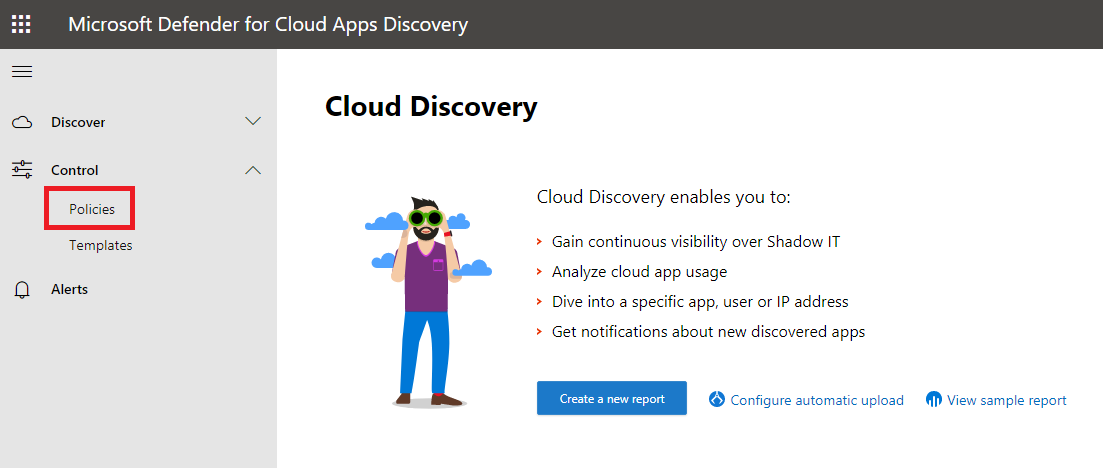 Microsoft Defender for Cloud Apps Discovery
Discover
Control
Policies
Templates
Alerts
Cloud Discovery
Cloud Discovery enables you to:
Gain continuous visibility over Shadow IT
Analyze cloud app usage
Dive into a specific app, user or IP address
Get notifications about new discovered apps
Create a new report
Configure automatic upload
View sample report